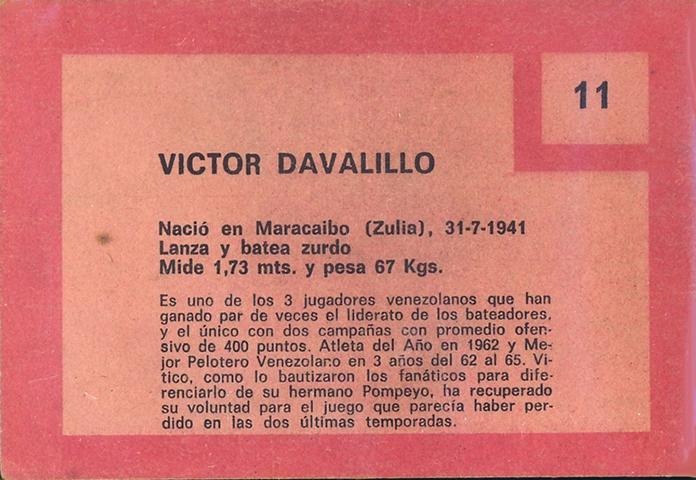 11
VICTOR DAVALILLO
Nació en Maracaibo (Zulia), 31-7-1941
Lanza y batea zurdo
Mide 1,73 mts. y pesa 67 Kgs.
Es uno de los 3 jugadores venezolanos que han
ganado par de veces el liderato de los bateadores,
y el único con dos campañas con promedio ofen-
sivo de 400 puntos. Atleta del Año en 1962 y Me-
jor Pelotero Venezolano en 3 años del 62 al 65. Vi-
tico, como lo bautizaron los fanáticos para dife-
renciarlo de su hermano Pompeyo, ha recuperado
su voluntad para el juego que parecía haber per-
dido en las dos últimas temporadas.